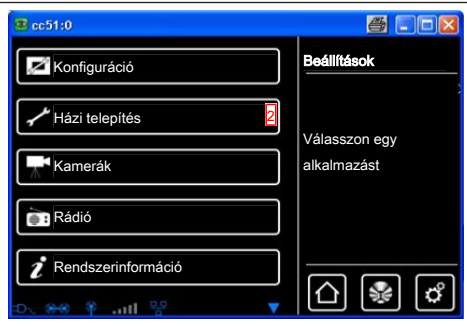 cc51:0
Konfiguráció
Házi telepítés 2
Kamerák
Rádió
Rendszerinformáció
Beállítások
Válasszon egy
alkalmazást